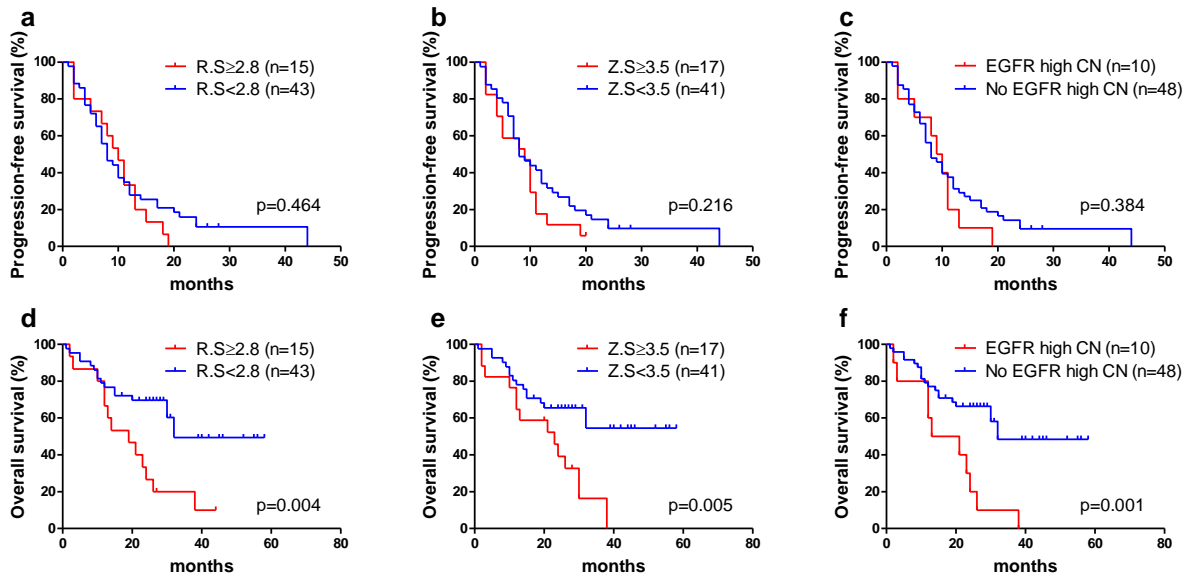 a
Progression-free survival (%)
100
80
60
40
20
0
0 10 20 30 40 50
months
R.S≥2.8 (n=15)
R.S<2.8 (n=43)
p=0.464
b
Progression-free survival (%)
100
80
60
40
20
0
0 10 20 30 40 50
months
Z.S≥3.5 (n=17)
Z.S<3.5 (n=41)
p=0.216
c
Progression-free survival (%)
100
80
60
40
20
0
0 10 20 30 40 50
months
EGFR high CN (n=10)
No EGFR high CN (n=48)
p=0.384
d
Overall survival (%)
100
80
60
40
20
0
0 20 40 60 80
months
R.S≥2.8 (n=15)
R.S<2.8 (n=43)
p=0.004
e
Overall survival (%)
100
80
60
40
20
0
0 20 40 60 80
months
Z.S≥3.5 (n=17)
Z.S<3.5 (n=41)
p=0.005
f
Overall survival (%)
100
80
60
40
20
0
0 20 40 60 80
months
EGFR high CN (n=10)
No EGFR high CN (n=48)
p=0.001